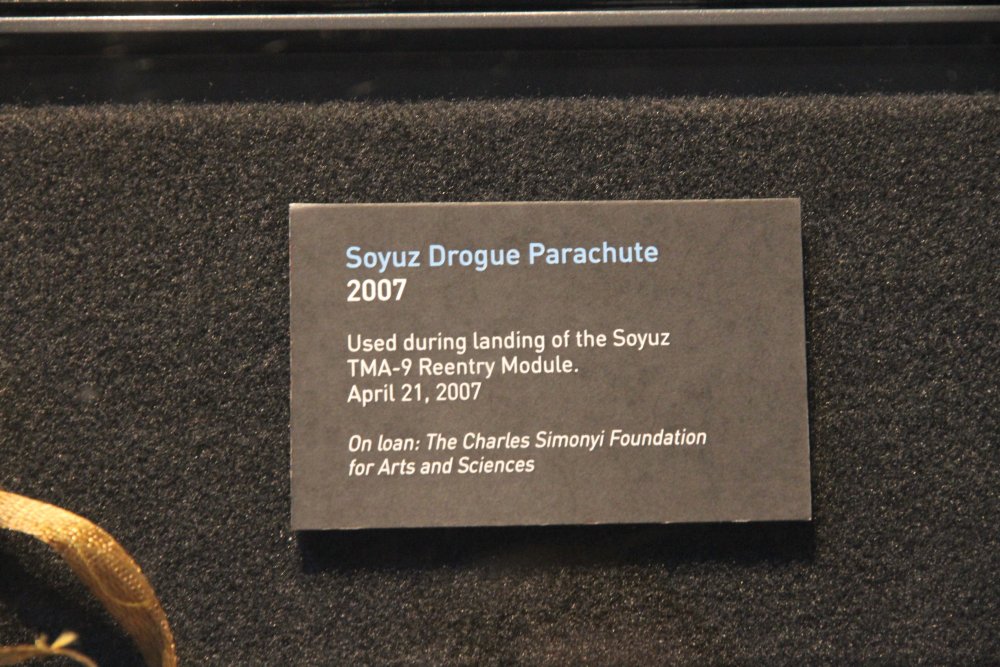 Soyuz Drogue Parachute
2007
Used during landing of the Soyuz
TMA-9 Reentry Module.
April 21, 2007
On loan: The Charles Simonyi Foundation
for Arts and Sciences